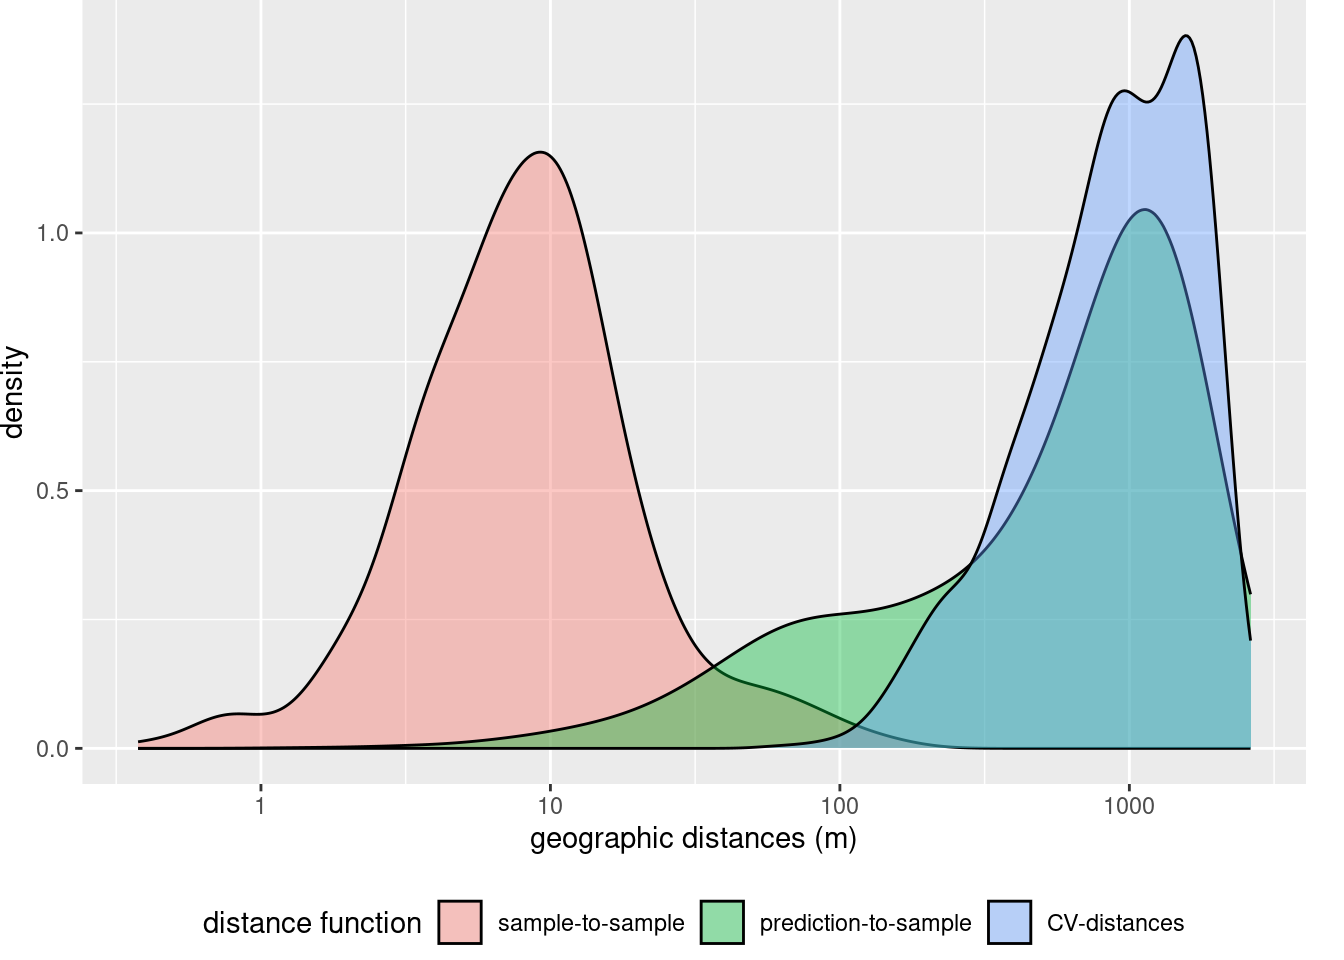 density
1.0
0.5
0.0
1 10 100 1000
geographic distances (m)
distance function sample-to-sample prediction-to-sample CV-distances